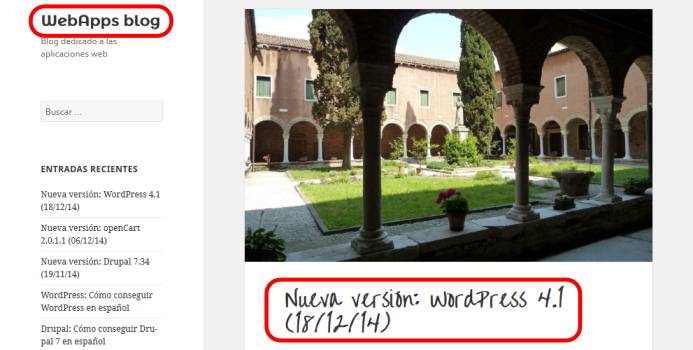 WebApps blog
Blog dedicado a las
aplicaciones web
Buscar ...
ENTRADAS RECIENTES
Nueva versión: WordPress 4.1
(18/12/14)
Nueva versión: openCart
2.0.1.1 (06/12/14)
Nueva versión: Drupal 7.34
(19/11/14)
WordPress: Cómo conseguir
WordPress en español
Drupal: Cómo conseguir Dru-
pal 7 en español
Nueva versión: WordPress 4.1
(18/12/14)